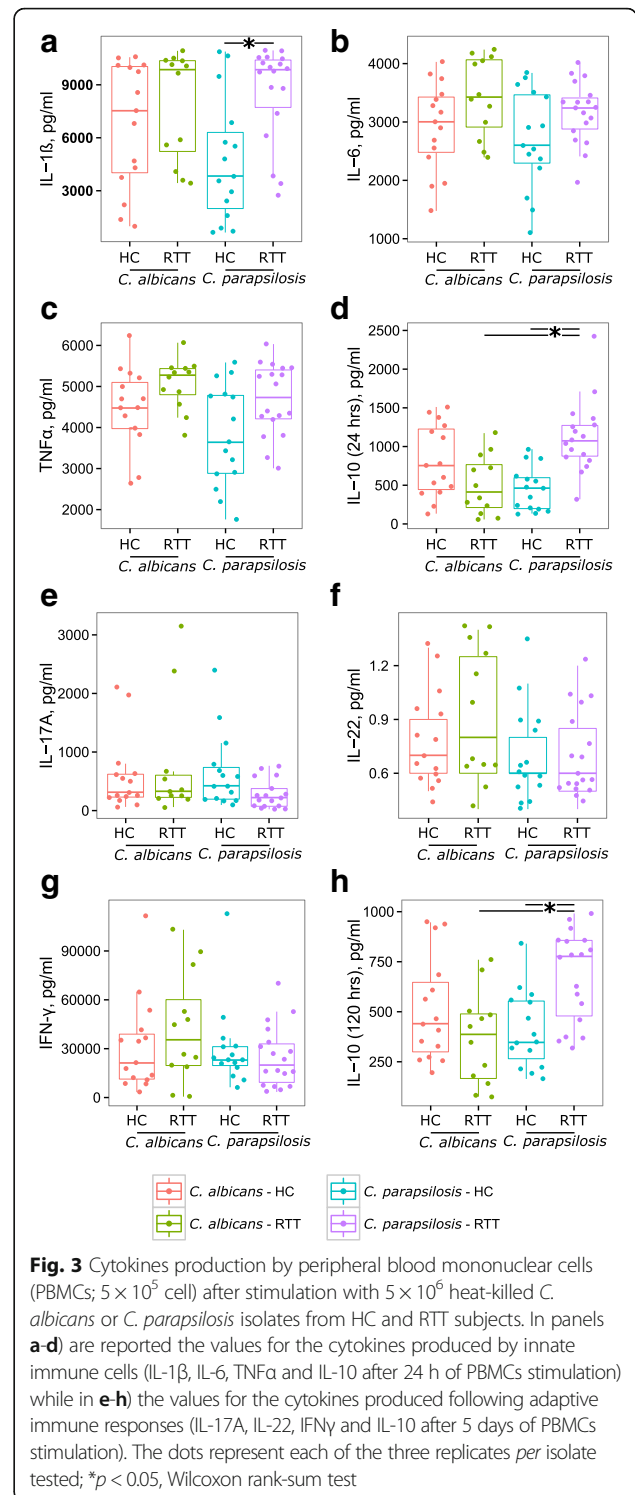 a
b
IL−1ß, pg/ml
9000
6000
3000
*
HC RTT HC RTT
C. albicans C. parapsilosis
IL−6, pg/ml
4000
3000
2000
1000
HC RTT HC RTT
C. albicans C. parapsilosis
c
d
TNFα, pg/ml
6000
5000
4000
3000
2000
HC RTT HC RTT
C. albicans C. parapsilosis
IL−10 (24 hrs), pg/ml
2500
2000
1500
1000
500
0
*
HC RTT HC RTT
C. albicans C. parapsilosis
e
f
IL−17A, pg/ml
3000
2000
1000
0
HC RTT HC RTT
C. albicans C. parapsilosis
IL−22, pg/ml
1.2
0.9
0.6
HC RTT HC RTT
C. albicans C. parapsilosis
g
h
IFN-γ, pg/ml
90000
60000
30000
0
HC RTT HC RTT
C. albicans C. parapsilosis
IL−10 (120 hrs), pg/ml
1000
750
500
250
*
HC RTT HC RTT
C. albicans C. parapsilosis
C. albicans - HC
C. parapsilosis - HC
C. albicans - RTT
C. parapsilosis - RTT
Fig. 3 Cytokines production by peripheral blood mononuclear cells
(PBMCs; 5 × 10⁵ cell) after stimulation with 5 × 10⁶ heat-killed C.
albicans or C. parapsilosis isolates from HC and RTT subjects. In panels
a-d) are reported the values for the cytokines produced by innate
immune cells (IL-1β, IL-6, TNFα and IL-10 after 24 h of PBMCs stimulation)
while in e-h) the values for the cytokines produced following adaptive
immune responses (IL-17A, IL-22, IFNγ and IL-10 after 5 days of PBMCs
stimulation). The dots represent each of the three replicates per isolate
tested; *p < 0.05, Wilcoxon rank-sum test